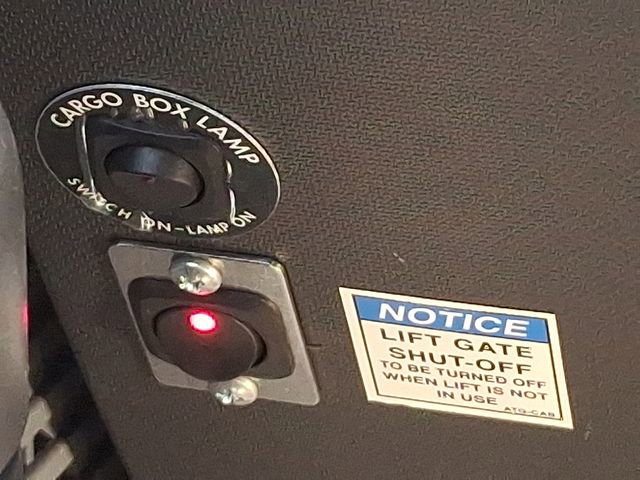 CARGO BOX LAMP
SWITCH ON-LAMP ON
NOTICE
LIFT GATE
SHUT-OFF
TO BE TURNED OFF
WHEN LIFT IS NOT
IN USE
ATG-CAB